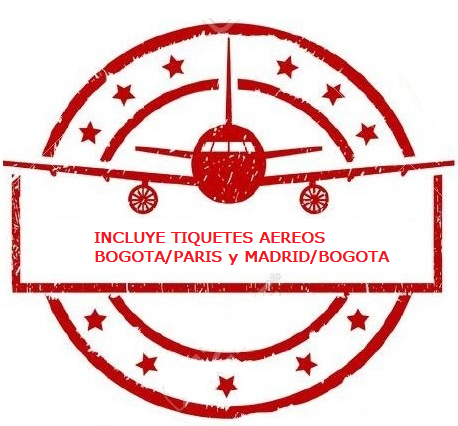 INCLUYE TIQUETES AEREOS
BOGOTA/PARIS y MADRID/BOGOTA